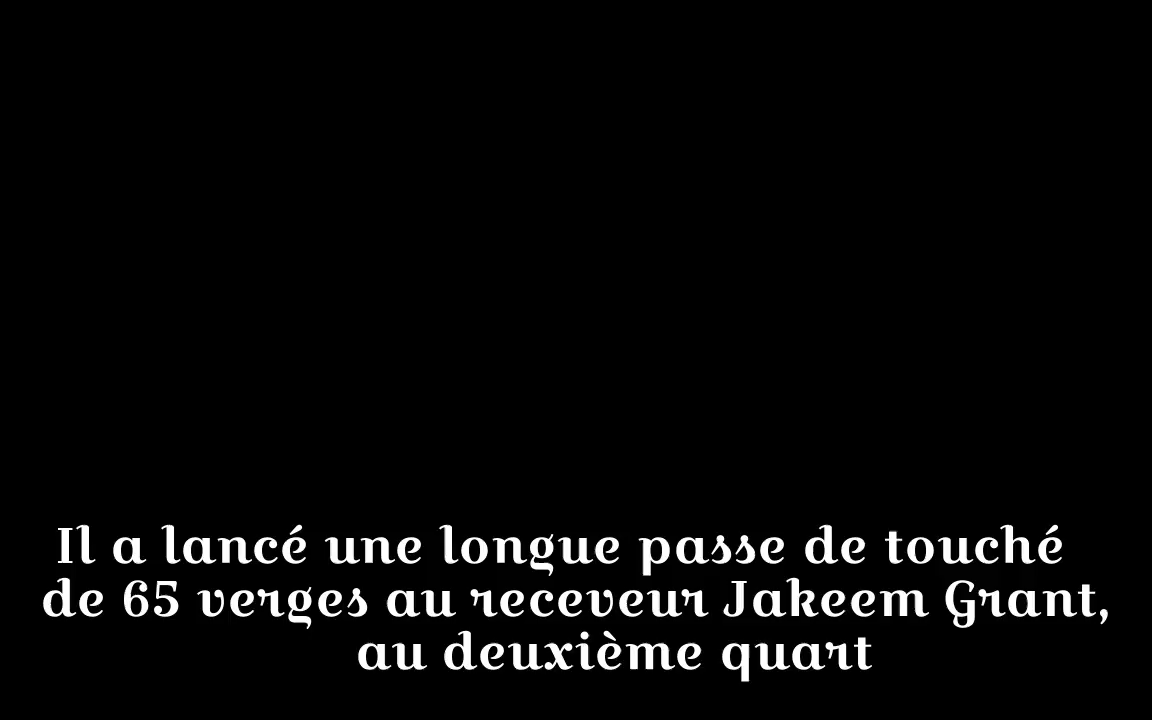 Il a lancé une longue passe de touché
de 65 verges au receveur Jakeem Grant,
au deuxième quart